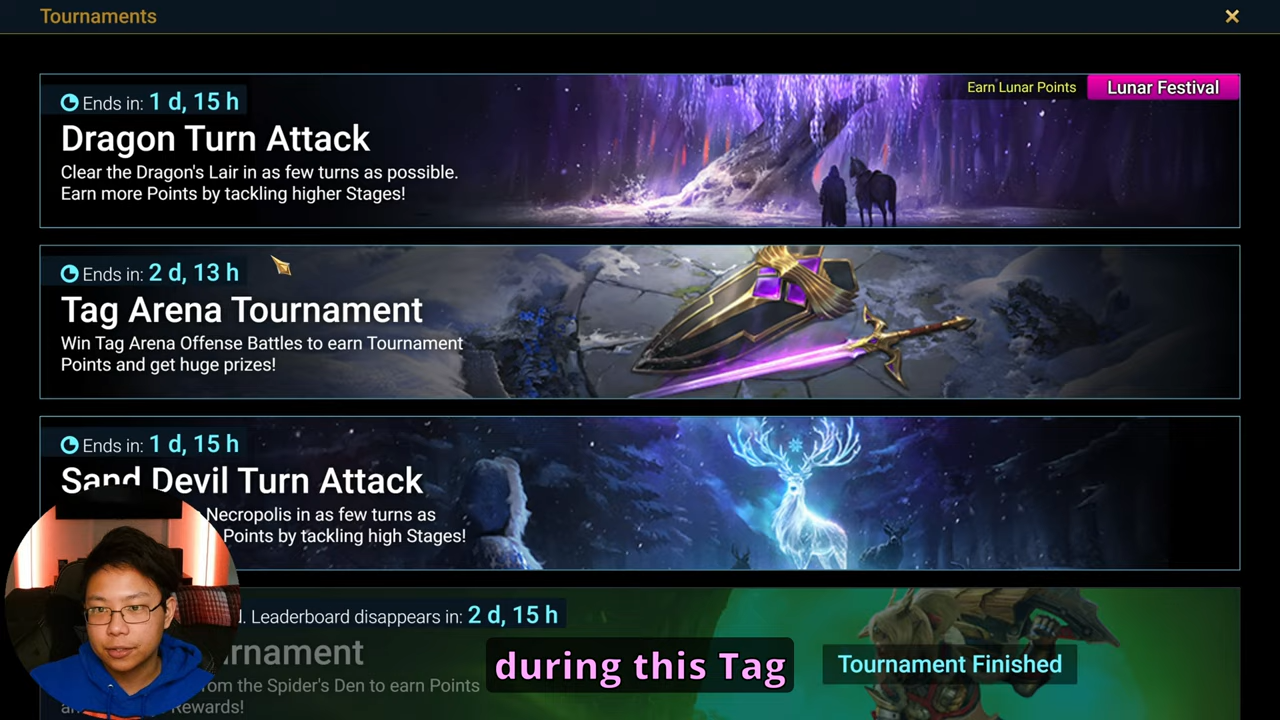 Tournaments
Ends in: 1 d, 15 h
Earn Lunar Points
Lunar Festival
Dragon Turn Attack
Clear the Dragon's Lair in as few turns as possible.
Earn more Points by tackling higher Stages!
Ends in: 2 d, 13 h
Tag Arena Tournament
Win Tag Arena Offense Battles to earn Tournament
Points and get huge prizes!
Ends in: 1 d, 15 h
Sand Devil Turn Attack
Necropolis in as few turns as
Points by tackling high Stages!
Leaderboard disappears in: 2 d, 15 h
during this Tag
Tournament Finished
from the Spider's Den to earn Points
Rewards!